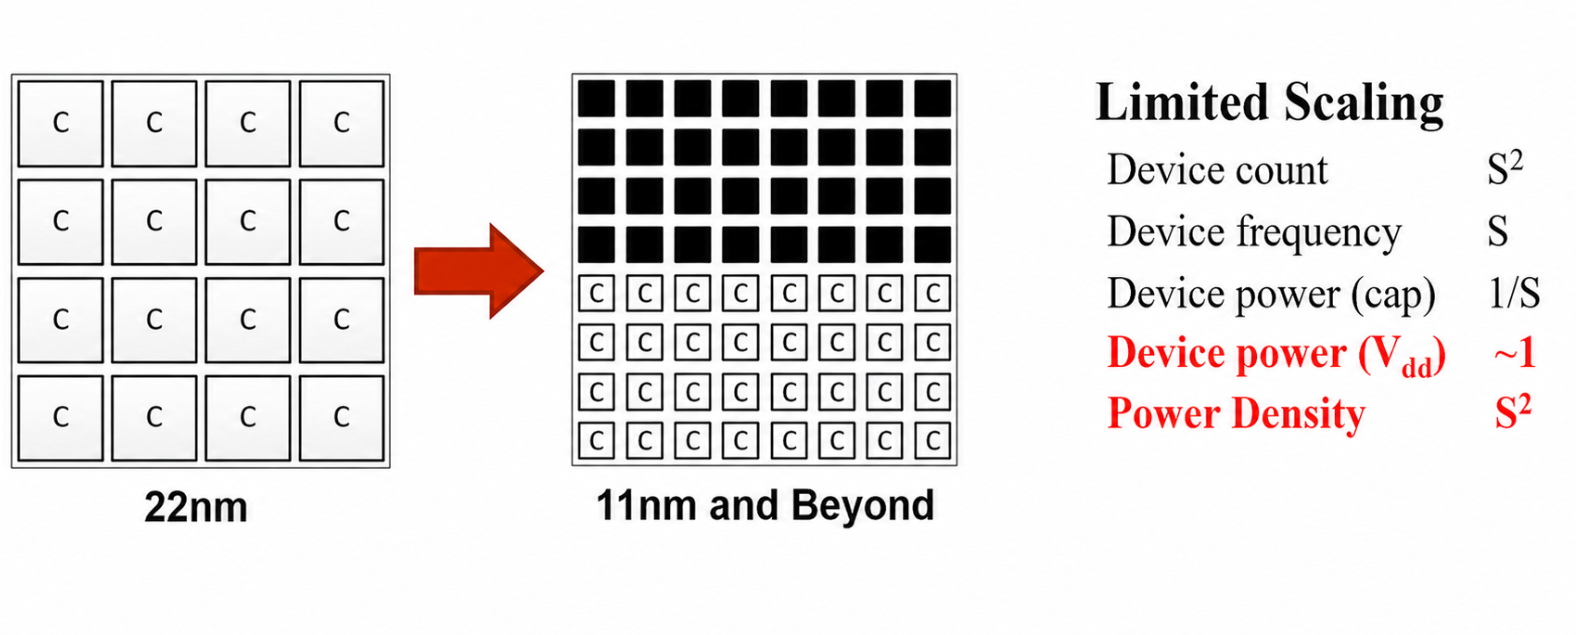 C C C C
C C C C
C C C C
C C C C
22nm
C C C C C C C C
C C C C C C C C
C C C C C C C C
C C C C C C C C
11nm and Beyond
Limited Scaling
Device count S²
Device frequency S
Device power (cap) 1/S
Device power (V_dd) ~1
Power Density S²